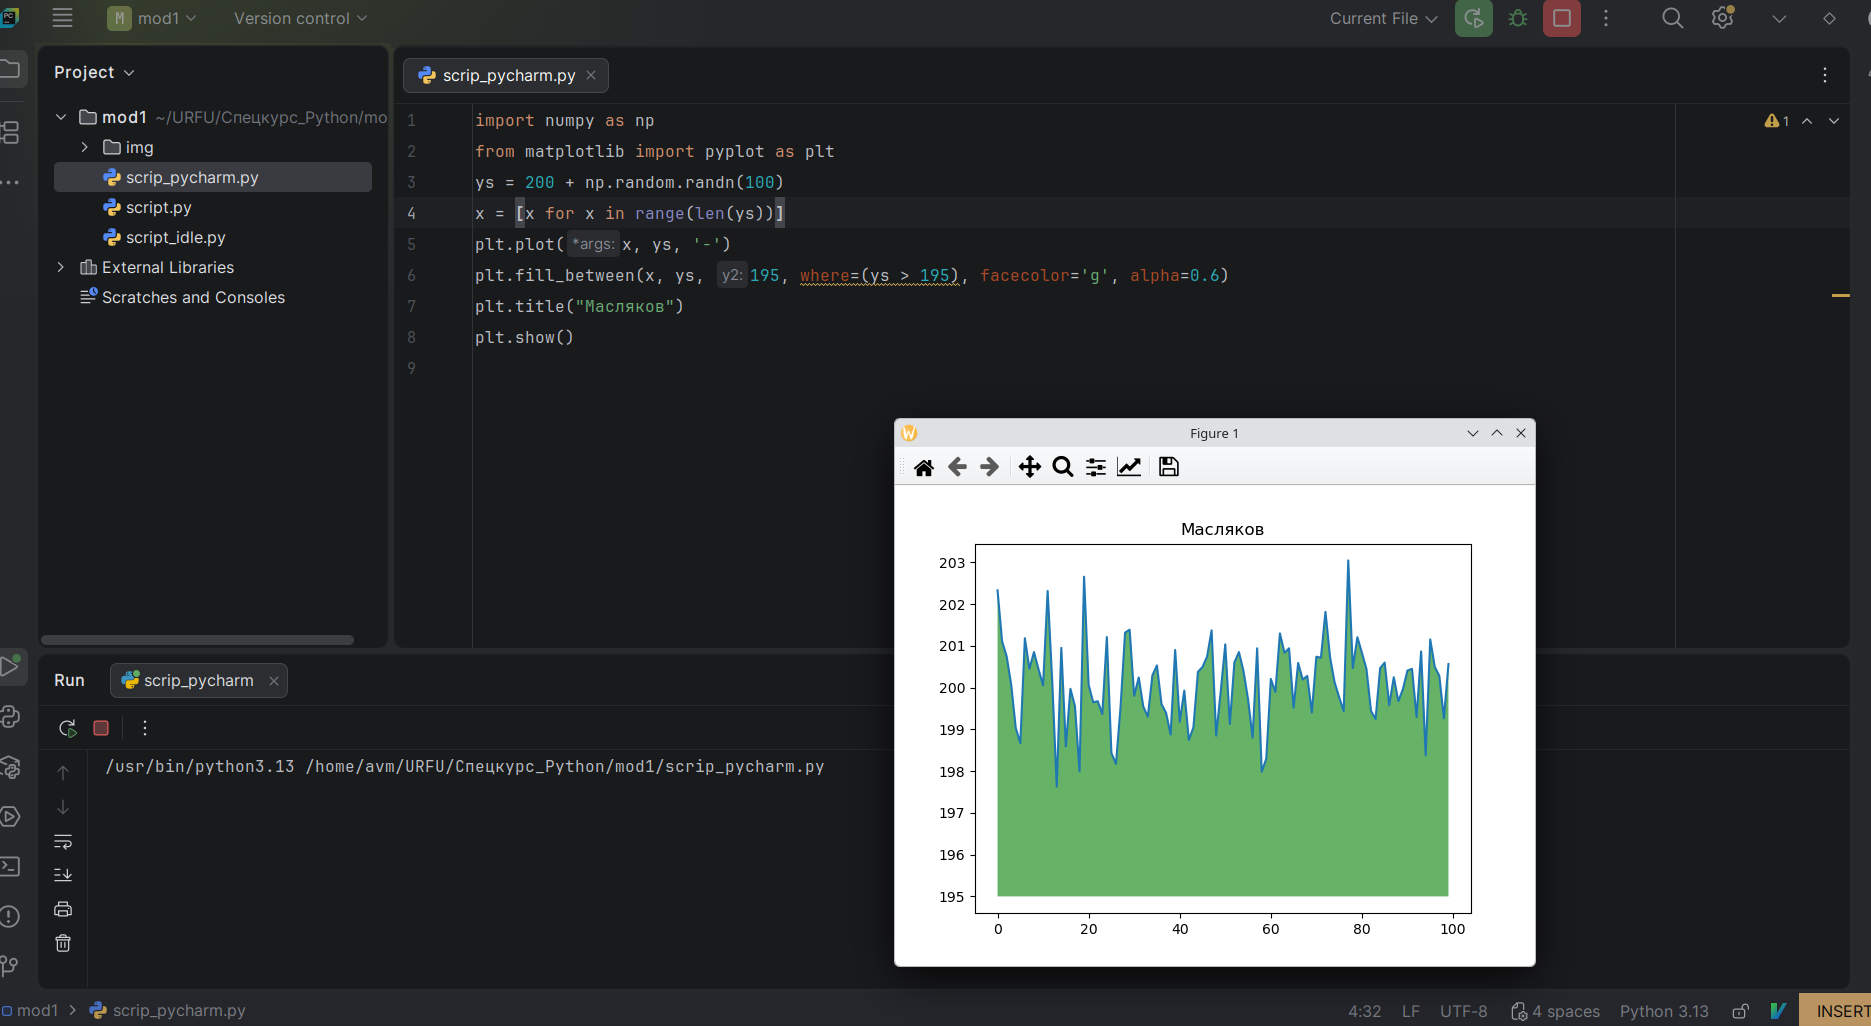 M mod1 Version control Current File
Project
scrip_pycharm.py
mod1 ~/URFU/Спецкурс_Python/mo
img
scrip_pycharm.py
script.py
script_idle.py
External Libraries
Scratches and Consoles
1 import numpy as np
2 from matplotlib import pyplot as plt
3 ys = 200 + np.random.randn(100)
4 x = [x for x in range(len(ys))]
5 plt.plot( *args: x, ys, '-')
6 plt.fill_between(x, ys, y2: 195, where=(ys > 195), facecolor='g', alpha=0.6)
7 plt.title("Масляков")
8 plt.show()
9
1
Figure 1
Масляков
203
202
201
200
199
198
197
196
195
0 20 40 60 80 100
Run scrip_pycharm
/usr/bin/python3.13 /home/avm/URFU/Спецкурс_Python/mod1/scrip_pycharm.py
mod1 > scrip_pycharm.py 4:32 LF UTF-8 4 spaces Python 3.13 INSERT